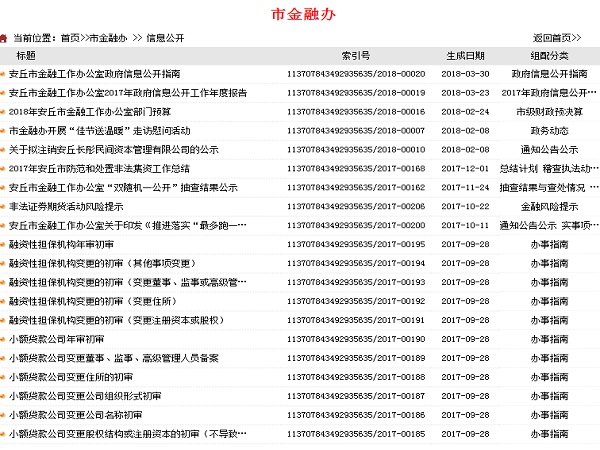 市金融办
当前位置：首页>>市金融办 >> 信息公开 返回首页>>
标题 索引号 生成日期 组配分类
安丘市金融工作办公室政府信息公开指南 113707843492935635/2018-00020 2018-03-30 政府信息公开指南
安丘市金融工作办公室2017年政府信息公开工作年度报告 113707843492935635/2018-00019 2018-03-23 2017年政府信息公开…
2018年安丘市金融工作办公室部门预算 113707843492935635/2018-00016 2018-02-24 市级财政预决算
市金融办开展“佳节送温暖”走访慰问活动 113707843492935635/2018-00007 2018-02-08 政务动态
关于拟注销安丘长彤民间资本管理有限公司的公示 113707843492935635/2018-00010 2018-02-08 通知公告公示
2017年安丘市防范和处置非法集资工作总结 113707843492935635/2017-00168 2017-12-01 总结计划 稽查执法动…
安丘市金融工作办公室“双随机一公开”抽查结果公示 113707843492935635/2017-00162 2017-11-24 抽查结果与查处情况 …
非法证券期货活动风险提示 113707843492935635/2017-00206 2017-10-22 金融风险提示
安丘市金融工作办公室关于印发《推进落实“最多跑一… 113707843492935635/2017-00200 2017-10-11 通知公告公示 实事项…
融资性担保机构年审初审 113707843492935635/2017-00195 2017-09-28 办事指南
融资性担保机构变更的初审（其他事项变更） 113707843492935635/2017-00194 2017-09-28 办事指南
融资性担保机构变更的初审（变更董事、监事或高级管… 113707843492935635/2017-00193 2017-09-28 办事指南
融资性担保机构变更的初审（变更住所） 113707843492935635/2017-00192 2017-09-28 办事指南
融资性担保机构变更的初审（变更注册资本或股权） 113707843492935635/2017-00191 2017-09-28 办事指南
小额贷款公司年审初审 113707843492935635/2017-00190 2017-09-28 办事指南
小额贷款公司变更董事、监事、高级管理人员备案 113707843492935635/2017-00189 2017-09-28 办事指南
小额贷款公司变更住所的初审 113707843492935635/2017-00188 2017-09-28 办事指南
小额贷款公司变更公司组织形式初审 113707843492935635/2017-00187 2017-09-28 办事指南
小额贷款公司变更公司名称初审 113707843492935635/2017-00186 2017-09-28 办事指南
小额贷款公司变更股权结构或注册资本的初审（不导致… 113707843492935635/2017-00185 2017-09-28 办事指南